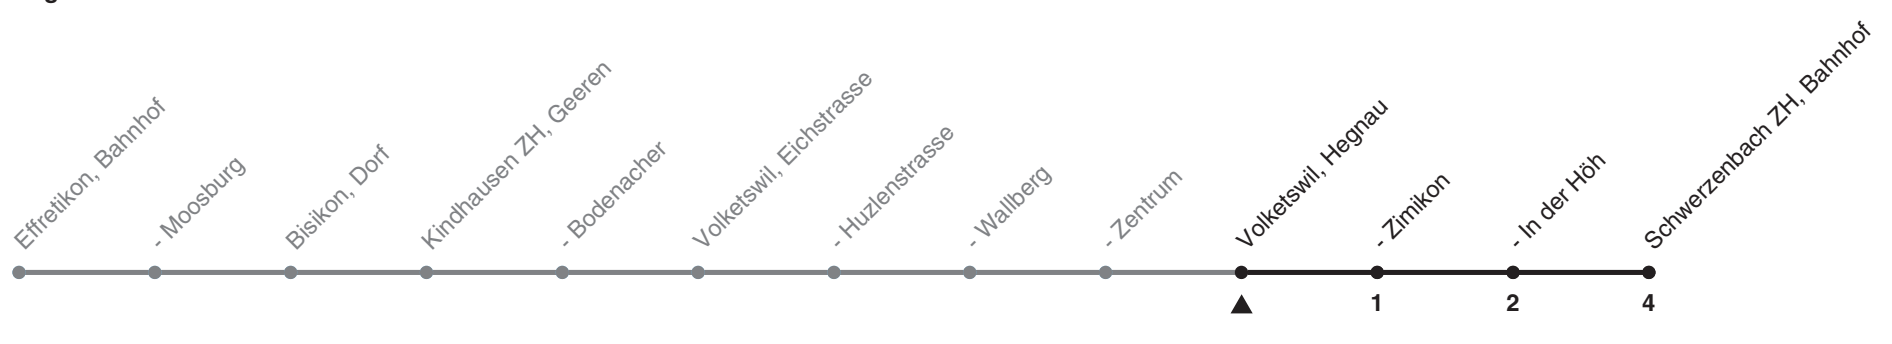 Effretikon, Bahnhof
- Moosburg
Bisikon, Dorf
Kindhausen ZH, Geeren
- Bodenacher
Volketswil, Eichstrasse
- Huzlenstrasse
- Wallberg
- Zentrum
Volketswil, Hegnau
- Zimikon
- In der Höh
Schwerzenbach ZH, Bahnhof
1
2
4